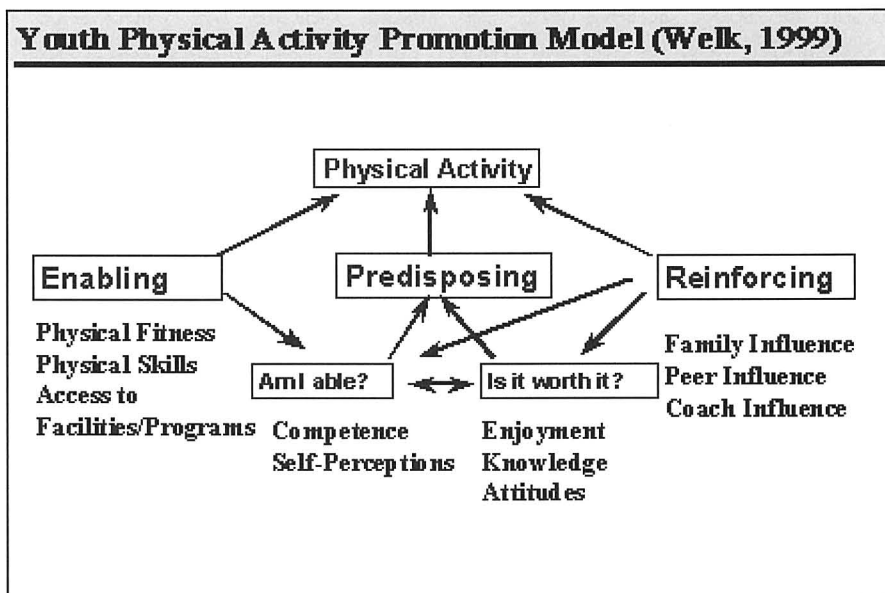 Youth Physical Activity Promotion Model (Welk, 1999)
Physical Activity
Enabling
Predisposing
Reinforcing
Physical Fitness
Physical Skills
Access to
Facilities/Programs
Am I able?
Competence
Self-Perceptions
Is it worth it?
Enjoyment
Knowledge
Attitudes
Family Influence
Peer Influence
Coach Influence